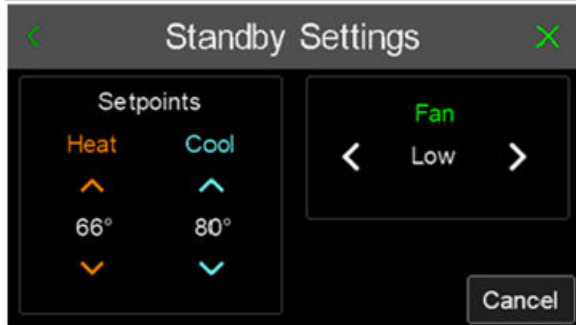 Standby Settings
Setpoints
Heat Cool
66° 80°
Fan
Low
Cancel